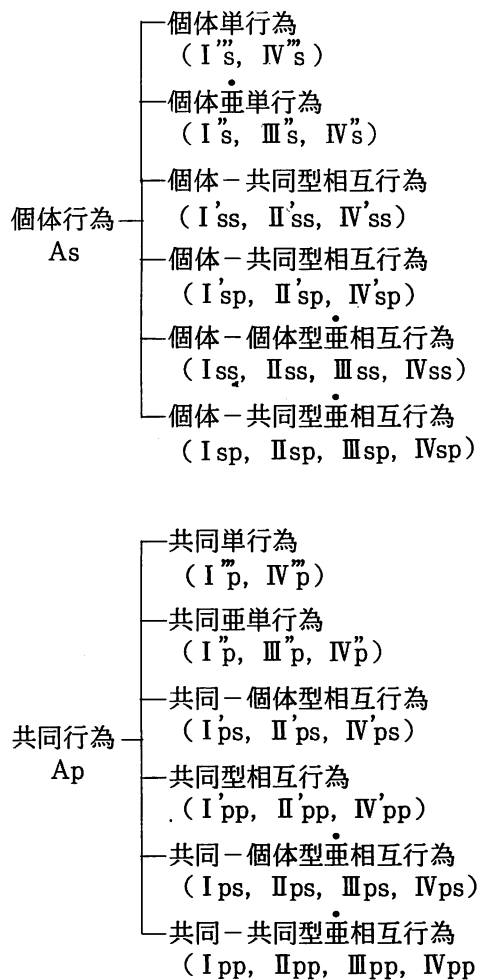 個体単行為
(Ⅰ‴s, Ⅳ‴s)
個体亜単行為
(Ⅰ″s, Ⅲ″s, Ⅳ″s)
個体－共同型相互行為
(Ⅰ′ss, Ⅱ′ss, Ⅳ′ss)
個体行為
As
個体－共同型相互行為
(Ⅰ′sp, Ⅱ′sp, Ⅳ′sp)
個体－個体型亜相互行為
(Ⅰss, Ⅱss, Ⅲss, Ⅳss)
個体－共同型亜相互行為
(Ⅰsp, Ⅱsp, Ⅲsp, Ⅳsp)
共同単行為
(Ⅰ‴p, Ⅳ‴p)
共同亜単行為
(Ⅰ″p, Ⅲ″p, Ⅳ″p)
共同－個体型相互行為
(Ⅰ′ps, Ⅱ′ps, Ⅳ′ps)
共同行為
Ap
共同型相互行為
(Ⅰ′pp, Ⅱ′pp, Ⅳ′pp)
共同－個体型亜相互行為
(Ⅰps, Ⅱps, Ⅲps, Ⅳps)
共同－共同型亜相互行為
(Ⅰpp, Ⅱpp, Ⅲpp, Ⅳpp